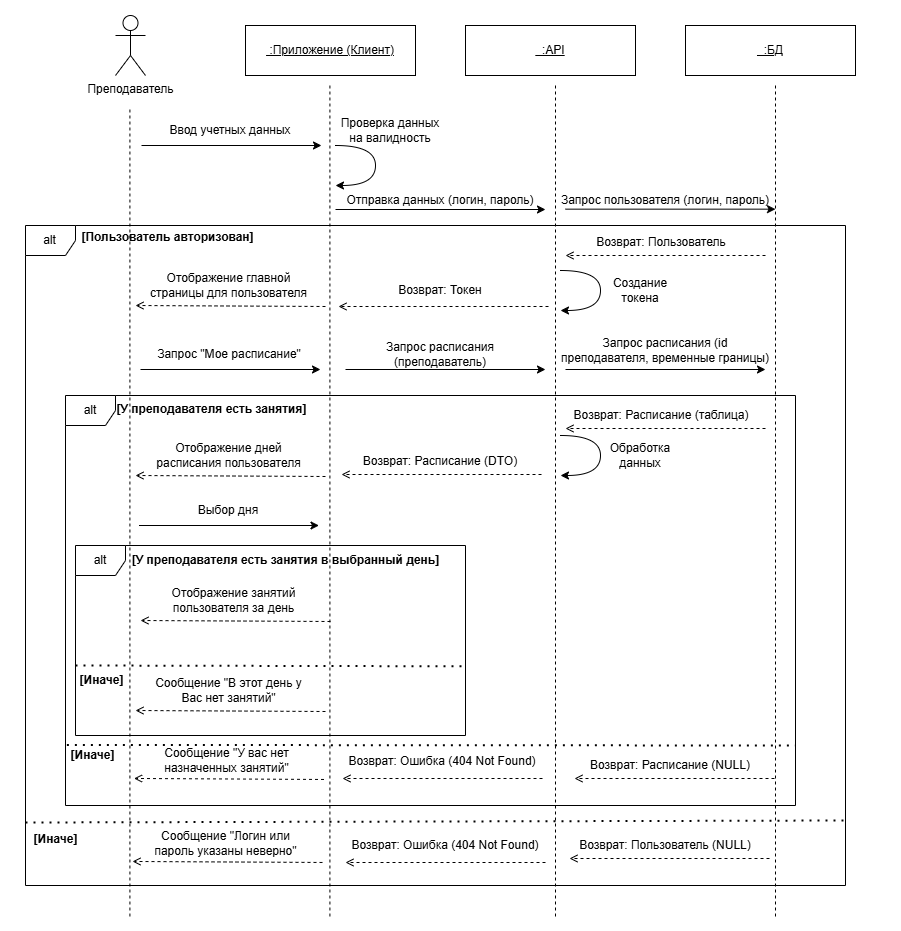 Преподаватель
:Приложение (Клиент)
:API
:БД
Ввод учетных данных
Проверка данных
на валидность
Отправка данных (логин, пароль)
Запрос пользователя (логин, пароль)
alt
[Пользователь авторизован]
Возврат: Пользователь
Создание
токена
Возврат: Токен
Отображение главной
страницы для пользователя
Запрос "Мое расписание"
Запрос расписания
(преподаватель)
Запрос расписания (id
преподавателя, временные границы)
alt
[У преподавателя есть занятия]
Возврат: Расписание (таблица)
Обработка
данных
Возврат: Расписание (DTO)
Отображение дней
расписания пользователя
Выбор дня
alt
[У преподавателя есть занятия в выбранный день]
Отображение занятий
пользователя за день
[Иначе]
Сообщение "В этот день у
Вас нет занятий"
[Иначе]
Сообщение "У вас нет
назначенных занятий"
Возврат: Ошибка (404 Not Found)
Возврат: Расписание (NULL)
[Иначе]
Сообщение "Логин или
пароль указаны неверно"
Возврат: Ошибка (404 Not Found)
Возврат: Пользователь (NULL)